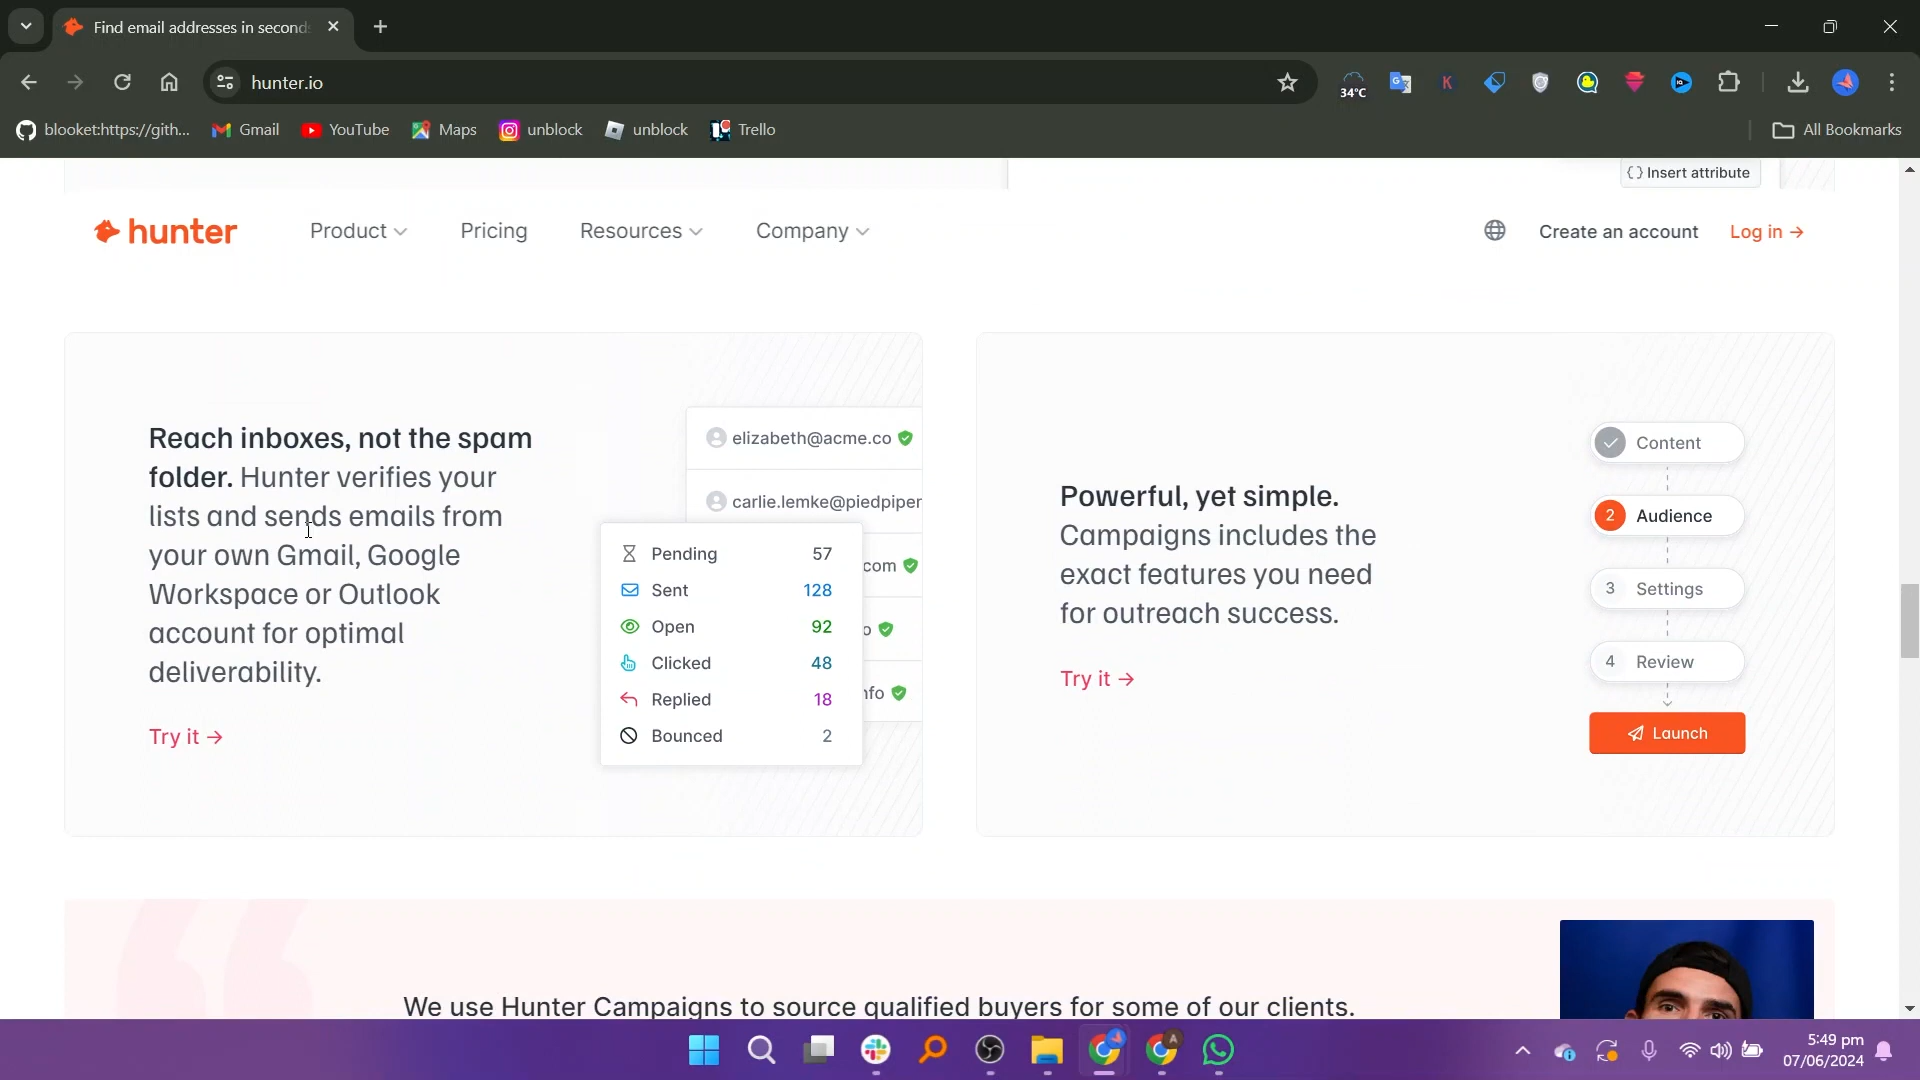 Find email addresses in second
hunter.io
34°C
K
blooket:https://gith...
Gmail
YouTube
Maps
unblock
unblock
Trello
All Bookmarks
{} Insert attribute
hunter
Product
Pricing
Resources
Company
Create an account
Log in →
Reach inboxes, not the spam
folder. Hunter verifies your
lists and sends emails from
your own Gmail, Google
Workspace or Outlook
account for optimal
deliverability.
Try it →
elizabeth@acme.co
carlie.lemke@piedpiper
com
o
nfo
Pending 57
Sent 128
Open 92
Clicked 48
Replied 18
Bounced 2
Powerful, yet simple.
Campaigns includes the
exact features you need
for outreach success.
Try it →
Content
2 Audience
3 Settings
4 Review
Launch
We use Hunter Campaigns to source qualified buyers for some of our clients.
A
5:49 pm
07/06/2024